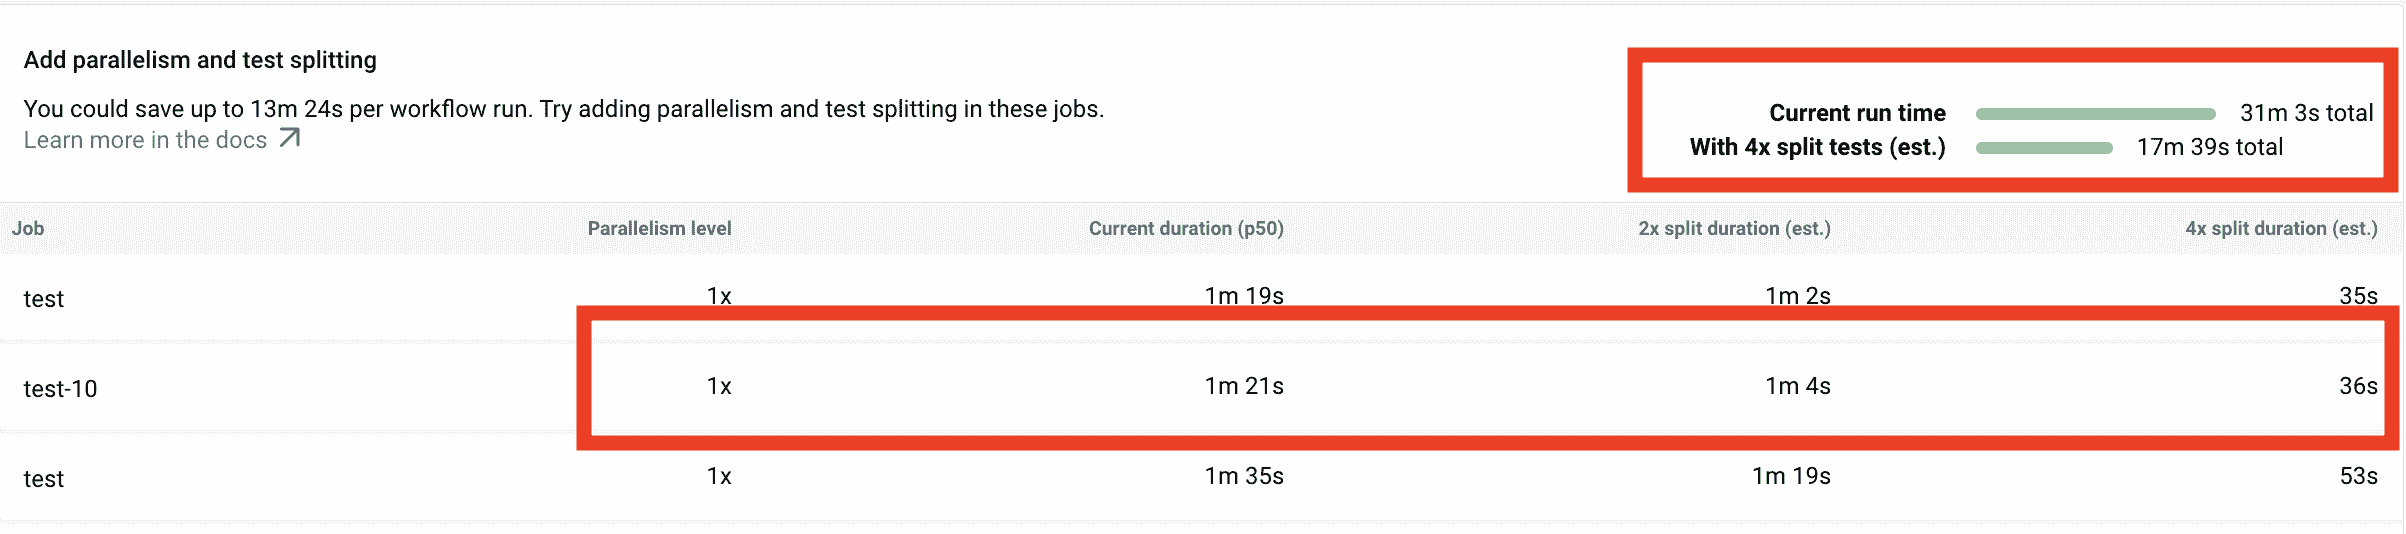 Add parallelism and test splitting
You could save up to 13m 24s per workflow run. Try adding parallelism and test splitting in these jobs.
Learn more in the docs
Current run time 31m 3s total
With 4x split tests (est.) 17m 39s total
Job Parallelism level Current duration (p50) 2x split duration (est.) 4x split duration (est.)
test 1x 1m 19s 1m 2s 35s
test-10 1x 1m 21s 1m 4s 36s
test 1x 1m 35s 1m 19s 53s